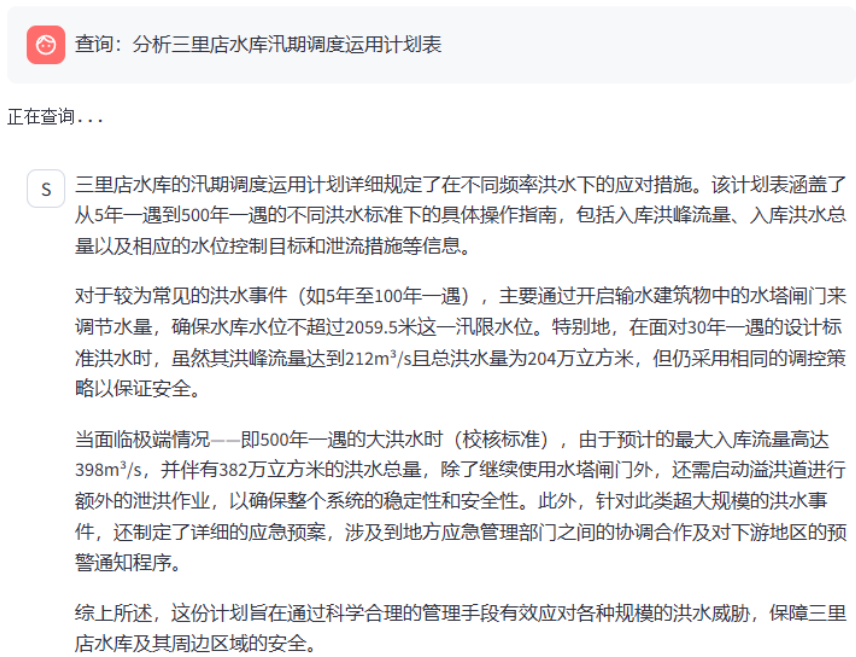 查询：分析三里店水库汛期调度运用计划表
正在查询...
S
三里店水库的汛期调度运用计划详细规定了在不同频率洪水下的应对措施。该计划表涵盖了
从5年一遇到500年一遇的不同洪水标准下的具体操作指南，包括入库洪峰流量、入库洪水总
量以及相应的水位控制目标和泄流措施等信息。
对于较为常见的洪水事件（如5年至100年一遇），主要通过开启输水建筑物中的水塔闸门来
调节水量，确保水库水位不超过2059.5米这一汛限水位。特别地，在面对30年一遇的设计标
准洪水时，虽然其洪峰流量达到212m³/s且总洪水量为204万立方米，但仍采用相同的调控策
略以保证安全。
当面临极端情况——即500年一遇的大洪水时（校核标准），由于预计的最大入库流量高达
398m³/s，并伴有382万立方米的洪水总量，除了继续使用水塔闸门外，还需启动溢洪道进行
额外的泄洪作业，以确保整个系统的稳定性和安全性。此外，针对此类超大规模的洪水事
件，还制定了详细的应急预案，涉及到地方应急管理部门之间的协调合作及对下游地区的预
警通知程序。
综上所述，这份计划旨在通过科学合理的管理手段有效应对各种规模的洪水威胁，保障三里
店水库及其周边区域的安全。